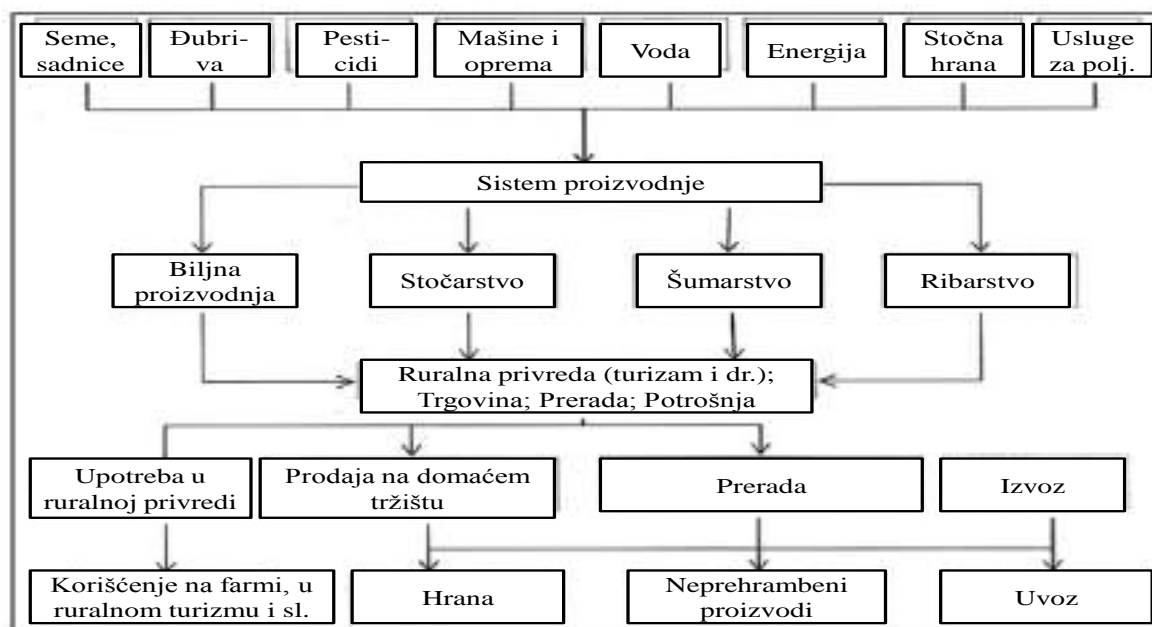 Seme,
sadnice
Đubri-
va
Pesti-
cidi
Mašine i
oprema
Voda
Energija
Stočna
hrana
Usluge
za polj.
Sistem proizvodnje
Biljna
proizvodnja
Stočarstvo
Šumarstvo
Ribarstvo
Ruralna privreda (turizam i dr.);
Trgovina; Prerada; Potrošnja
Upotreba u
ruralnoj privredi
Prodaja na domaćem
tržištu
Prerada
Izvoz
Korišćenje na farmi, u
ruralnom turizmu i sl.
Hrana
Neprehrambeni
proizvodi
Uvoz